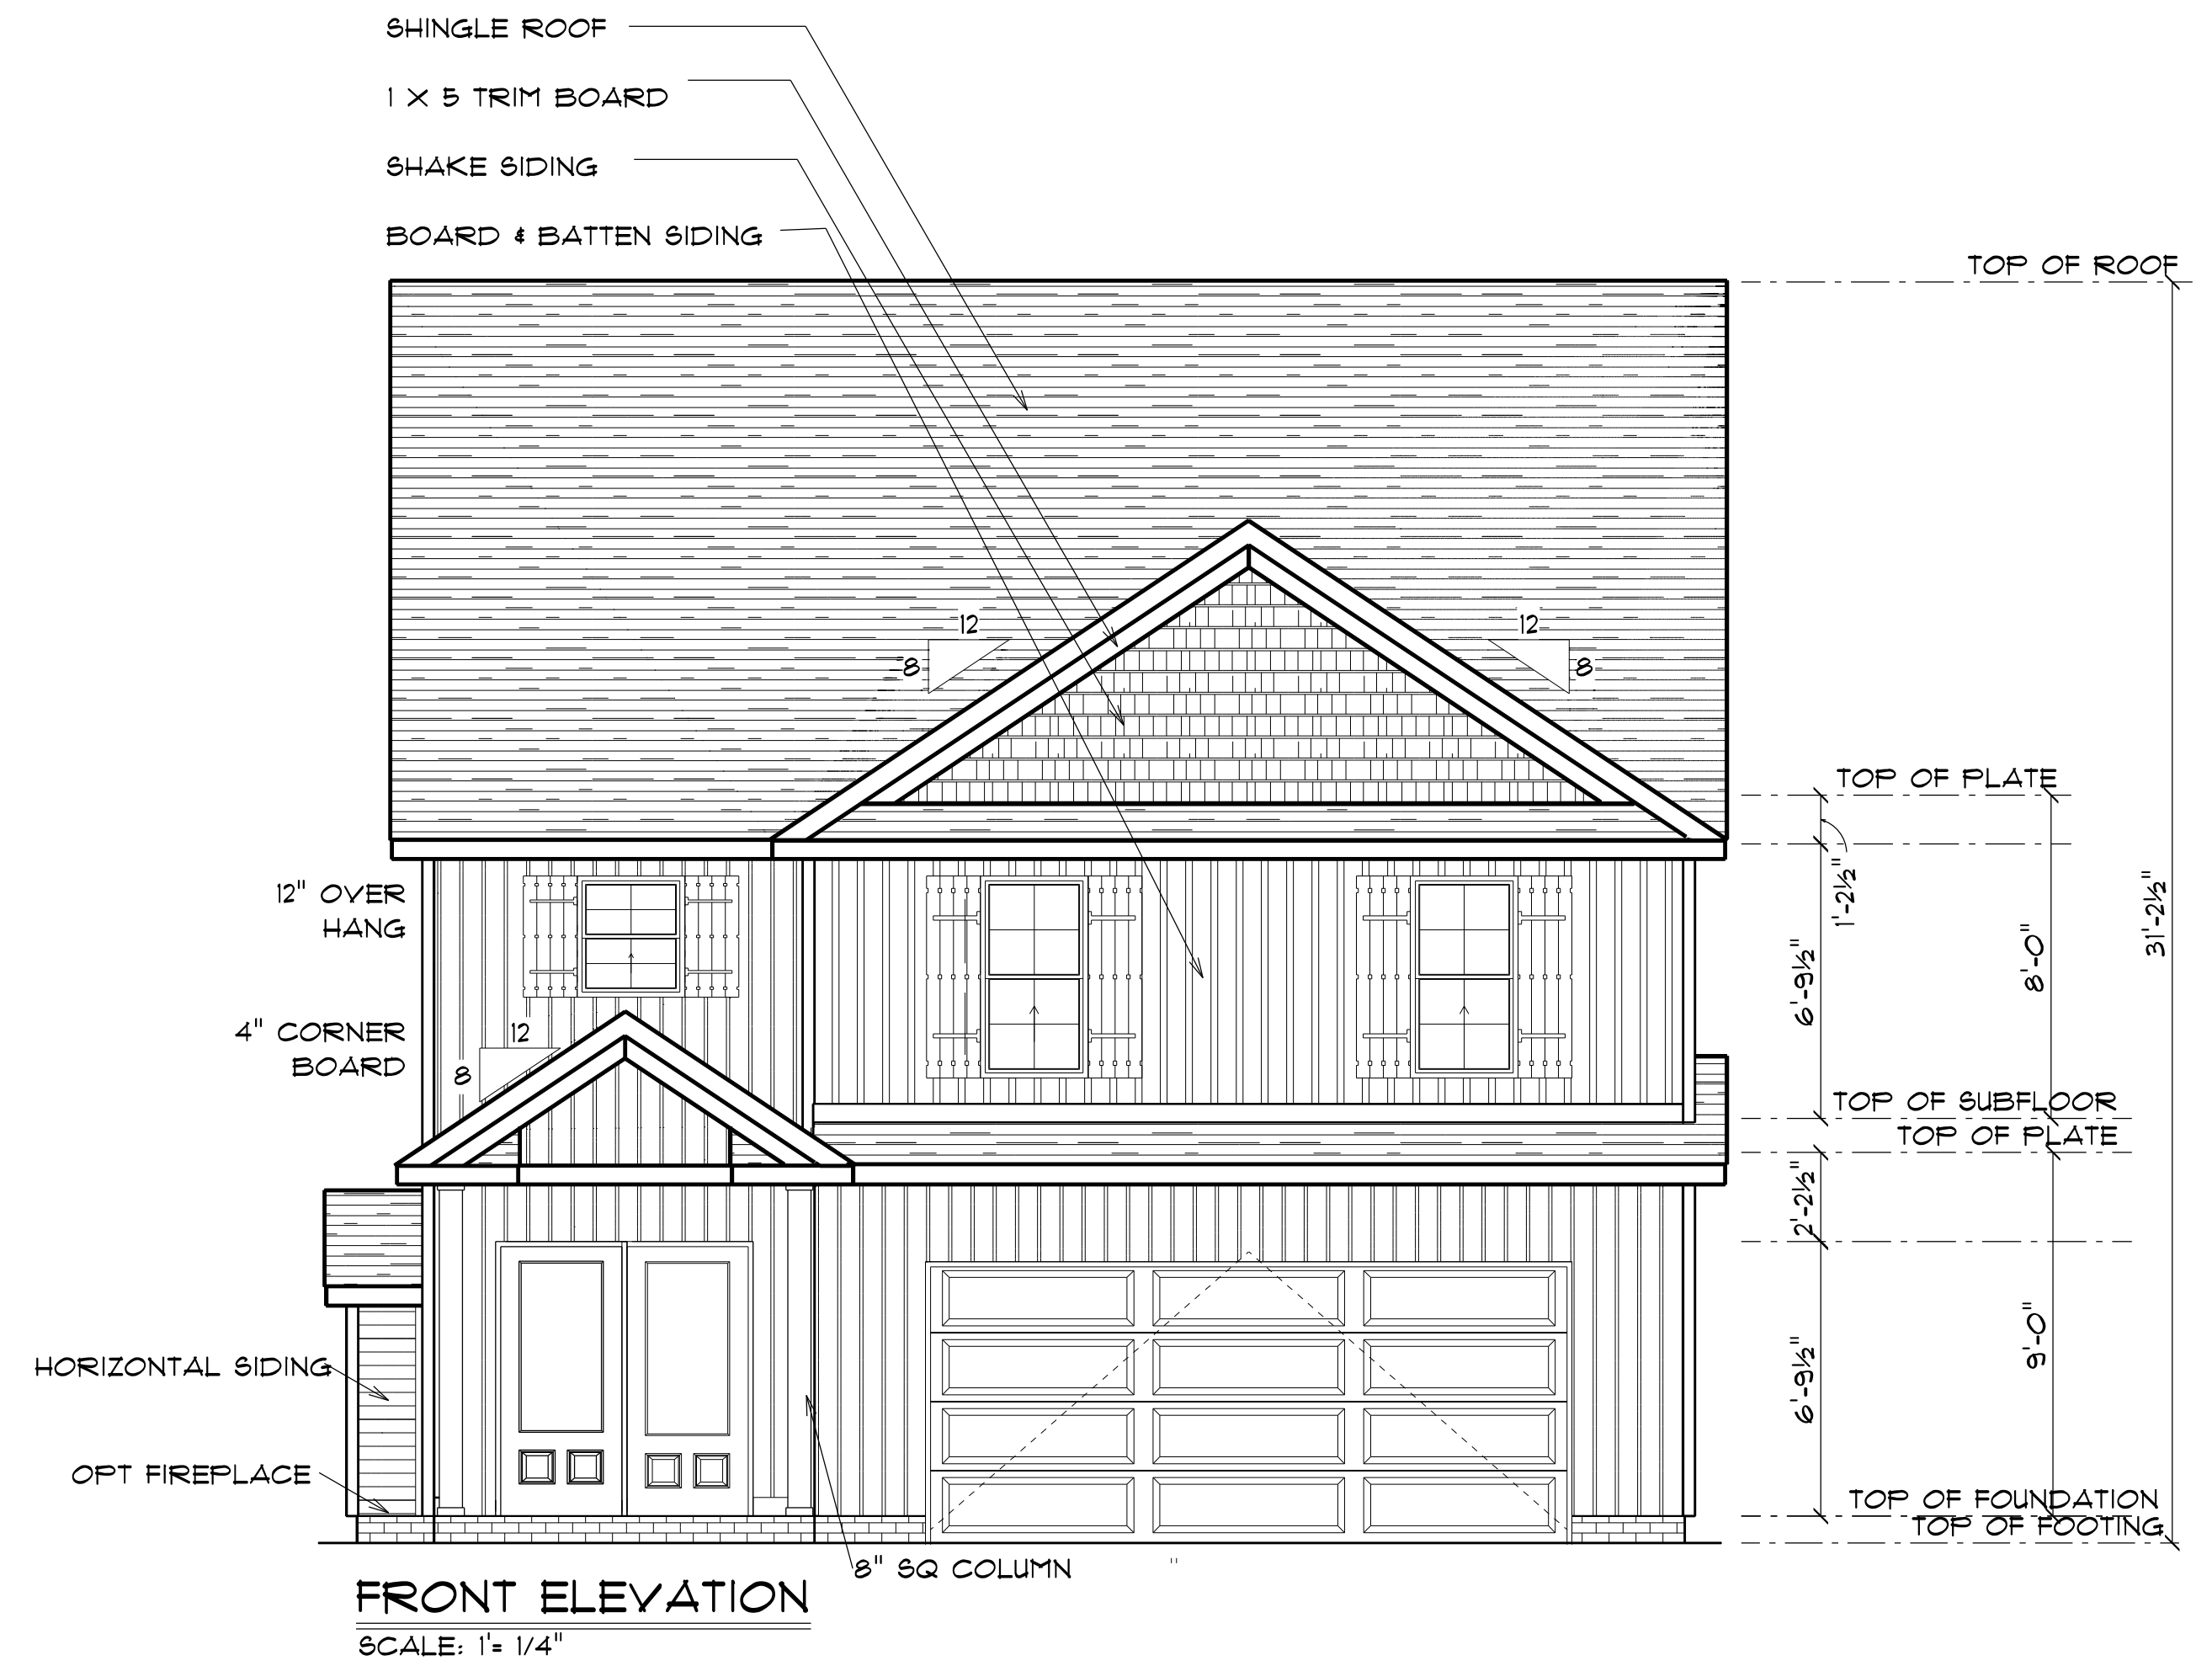 SHINGLE ROOF
1 X 5 TRIM BOARD
SHAKE SIDING
BOARD & BATTEN SIDING
TOP OF ROOF
12
8
12
8
TOP OF PLATE
1'-2½"
12" OVER
HANG
6'-9½"
8'-0"
31'-2½"
4" CORNER
BOARD
12
8
TOP OF SUBFLOOR
TOP OF PLATE
2'-2½"
HORIZONTAL SIDING
6'-9½"
9'-0"
OPT FIREPLACE
TOP OF FOUNDATION
TOP OF FOOTING
8" SQ COLUMN "
FRONT ELEVATION
SCALE: 1'= 1/4"